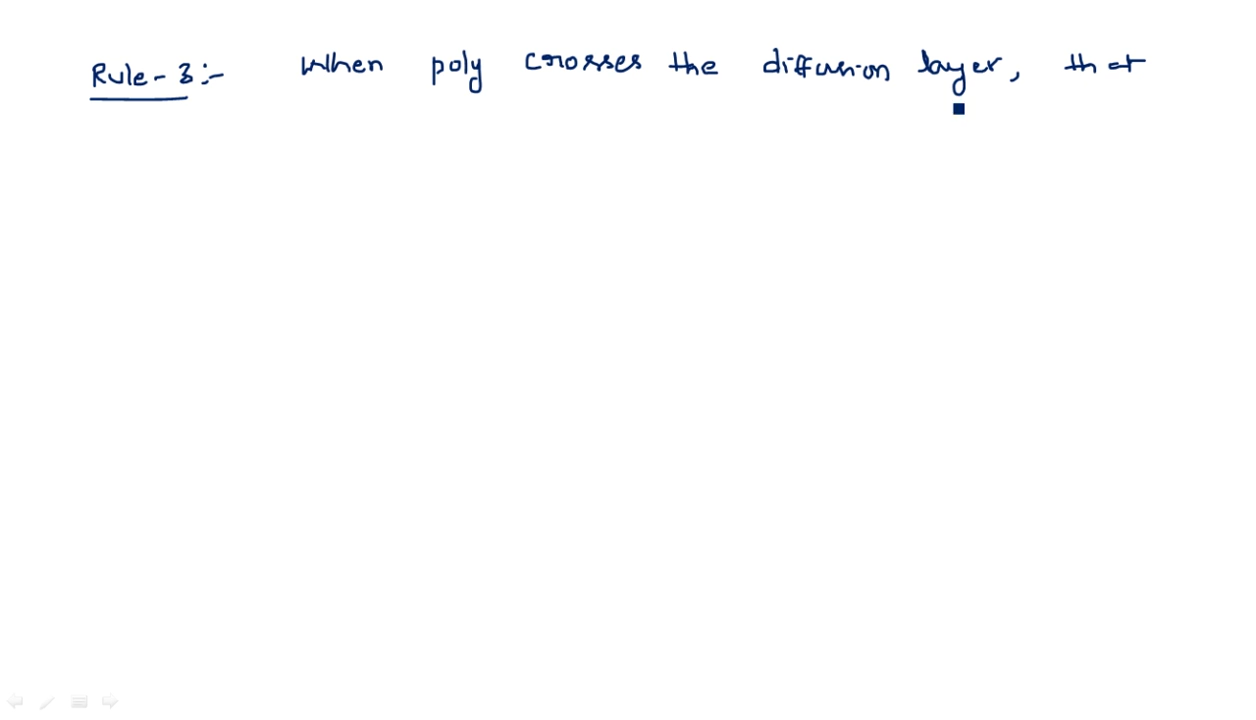 Rule-3:- When poly crosses the diffusion layer, that